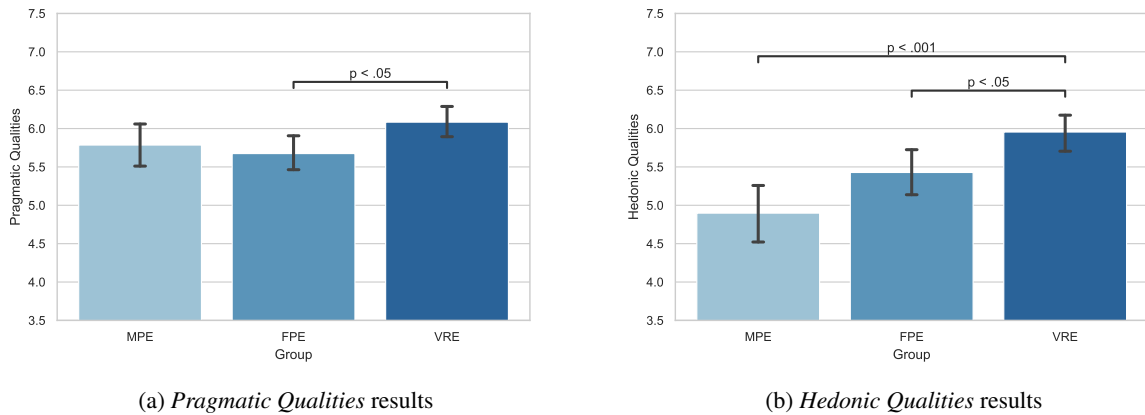 7.5
7.0
6.5
6.0
5.5
5.0
4.5
4.0
3.5
Pragmatic Qualities
p < .05
MPE FPE VRE
Group
(a) Pragmatic Qualities results
7.5
7.0
6.5
6.0
5.5
5.0
4.5
4.0
3.5
Hedonic Qualities
p < .001
p < .05
MPE FPE VRE
Group
(b) Hedonic Qualities results